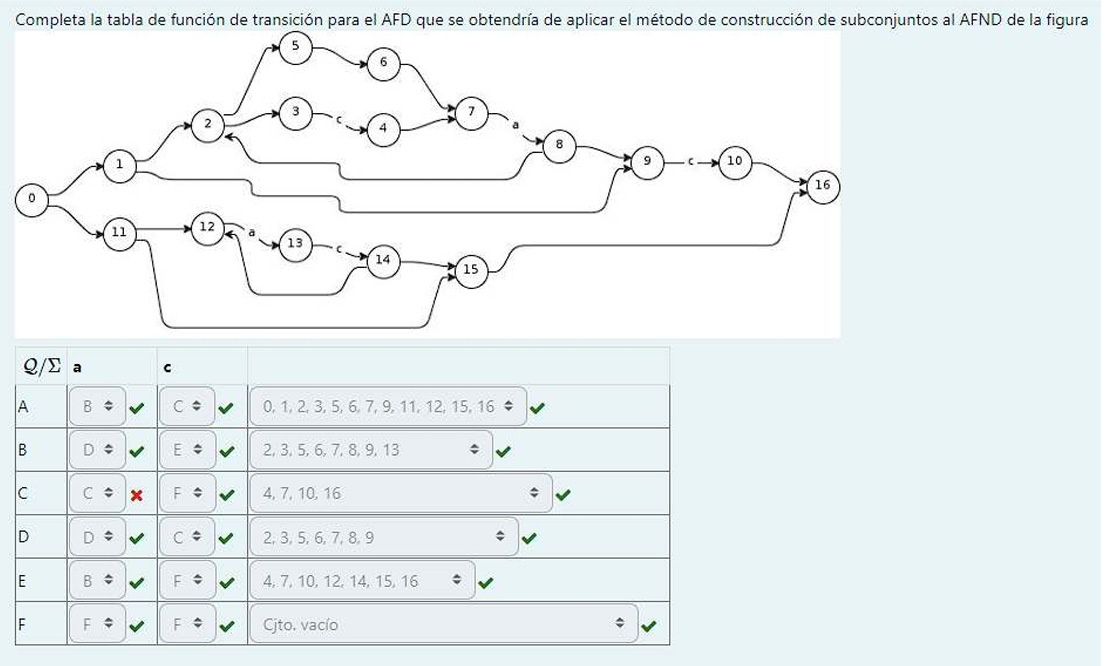 Completa la tabla de función de transición para el AFD que se obtendría de aplicar el método de construcción de subconjuntos al AFND de la figura
5
6
3 c 4
7 a
2
8
1
9 c 10
16
0
11
12 a 13 c 14
15
Q/Σ a c
A B C 0, 1, 2, 3, 5, 6, 7, 9, 11, 12, 15, 16
B D E 2, 3, 5, 6, 7, 8, 9, 13
C C F 4, 7, 10, 16
D D C 2, 3, 5, 6, 7, 8, 9
E B F 4, 7, 10, 12, 14, 15, 16
F F F Cjto. vacío